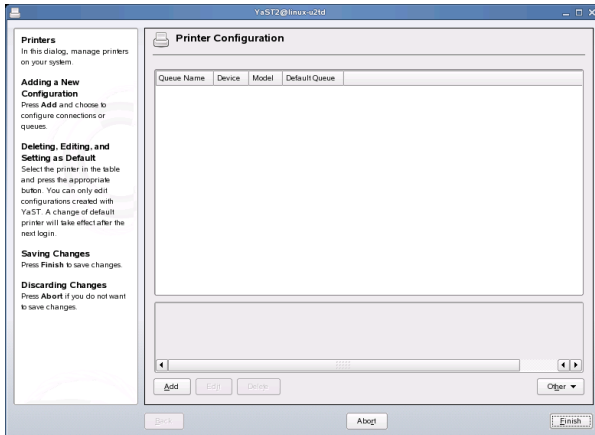 YaST2@linux-u2td
Printers
In this dialog, manage printers
on your system.
Adding a New
Configuration
Press Add and choose to
configure connections or
queues.
Deleting, Editing, and
Setting as Default
Select the printer in the table
and press the appropriate
button. You can only edit
configurations created with
YaST. A change of default
printer will take effect after the
next login.
Saving Changes
Press Finish to save changes.
Discarding Changes
Press Abort if you do not want
to save changes.
Printer Configuration
Queue Name Device Model Default Queue
Add Edit Delete Other
Back Abort Finish